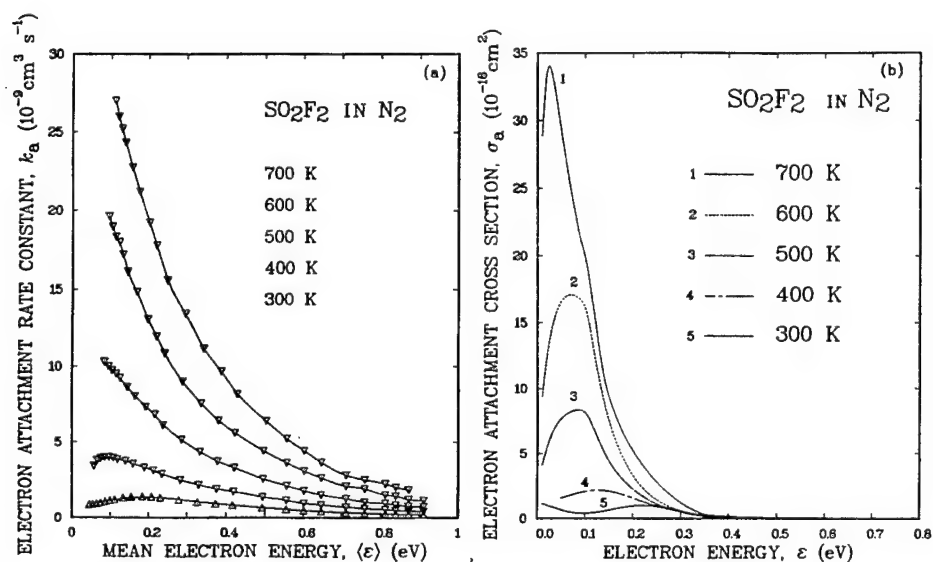 ELECTRON ATTACHMENT RATE CONSTANT, kₐ (10⁻⁹cm³ s⁻¹)
30
25
20
15
10
5
0
(a)
SO₂F₂ IN N₂
700 K
600 K
500 K
400 K
300 K
0 0.2 0.4 0.6 0.8 1
MEAN ELECTRON ENERGY, ⟨ε⟩ (eV)
,
ELECTRON ATTACHMENT CROSS SECTION, σₐ (10⁻¹⁸cm²)
35
30
25
20
15
10
5
0
(b)
SO₂F₂ IN N₂
1 700 K
2 600 K
3 500 K
4 400 K
5 300 K
1
2
3
4
5
0.0 0.1 0.2 0.3 0.4 0.5 0.6 0.7 0.8
ELECTRON ENERGY, ε (eV)